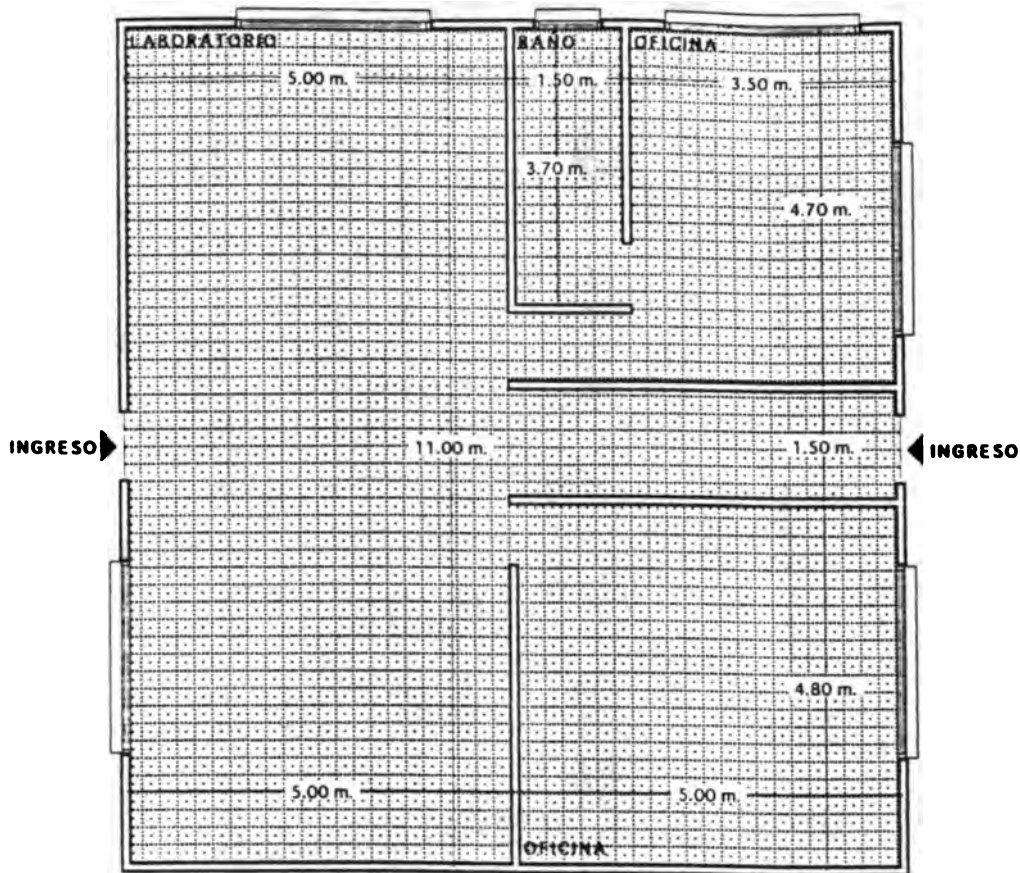 LABORATORIO
BAÑO
OFICINA
5.00 m.
1.50 m.
3.50 m.
3.70 m.
4.70 m.
INGRESO
11.00 m.
1.50 m.
INGRESO
4.80 m.
5.00 m.
5.00 m.
OFICINA